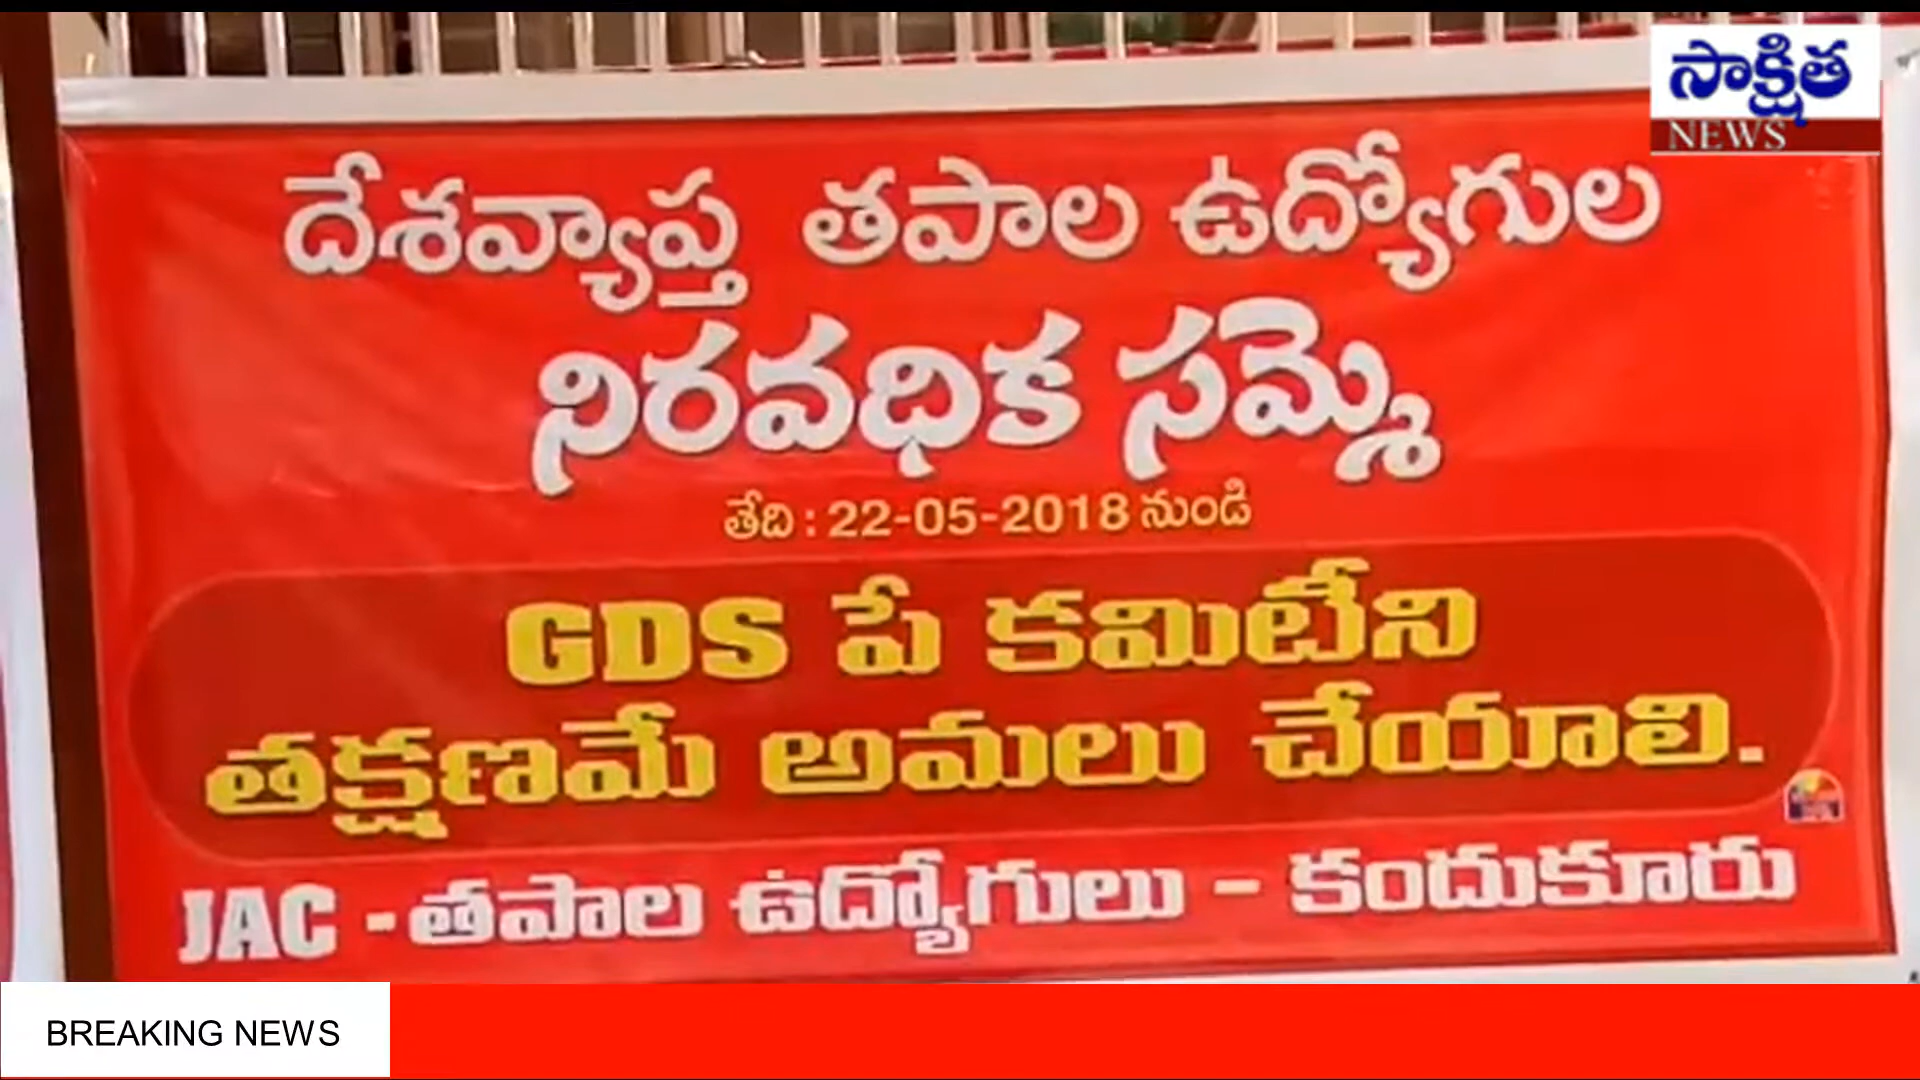 సాక్షిత
NEWS
దేశవ్యాప్త తపాల ఉద్యోగుల
నిరవధిక సమ్మె
తేది : 22-05-2018 నుండి
GDS పే కమిటీని
తక్షణమే అమలు చేయాలి.
JAC - తపాల ఉద్యోగులు - కందుకూరు
BREAKING NEWS